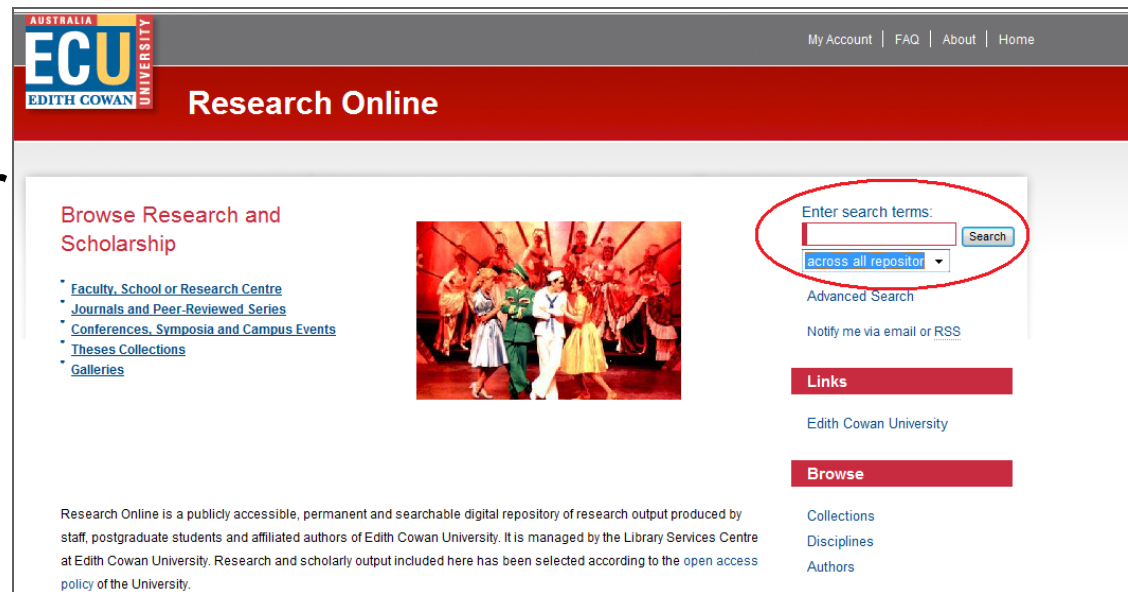 AUSTRALIA
ECU
EDITH COWAN
UNIVERSITY
My Account | FAQ | About | Home
Research Online
Browse Research and
Scholarship
Faculty, School or Research Centre
Journals and Peer-Reviewed Series
Conferences, Symposia and Campus Events
Theses Collections
Galleries
Enter search terms:
Search
across all repositor
Advanced Search
Notify me via email or RSS
Links
Edith Cowan University
Browse
Collections
Disciplines
Authors
Research Online is a publicly accessible, permanent and searchable digital repository of research output produced by
staff, postgraduate students and affiliated authors of Edith Cowan University. It is managed by the Library Services Centre
at Edith Cowan University. Research and scholarly output included here has been selected according to the open access
policy of the University.